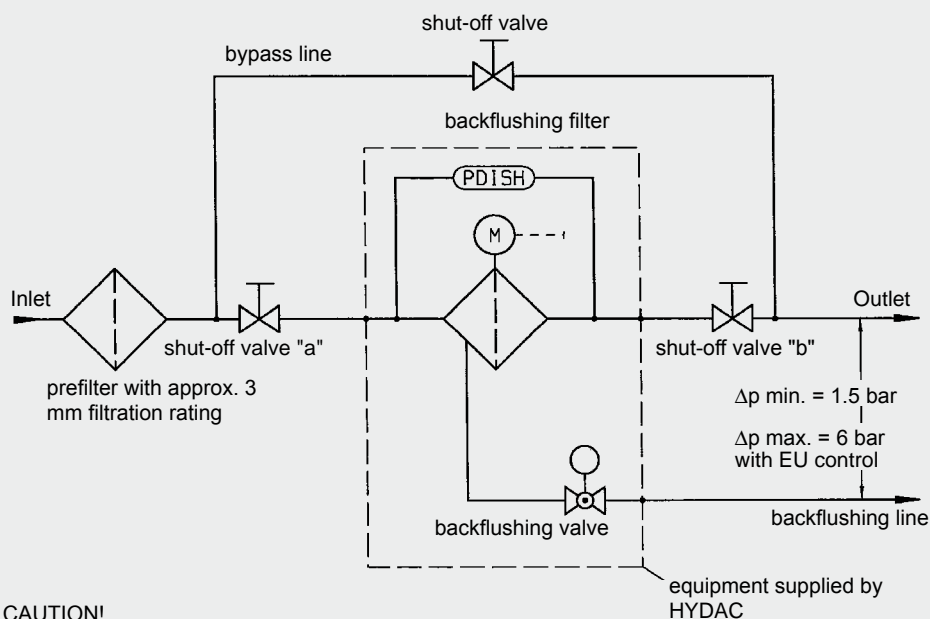 shut-off valve
bypass line
backflushing filter
PDISH
M
Inlet
Outlet
shut-off valve "a"
shut-off valve "b"
prefilter with approx. 3
mm filtration rating
Δp min. = 1.5 bar
Δp max. = 6 bar
with EU control
backflushing valve
backflushing line
equipment supplied by
HYDAC
CAUTION!